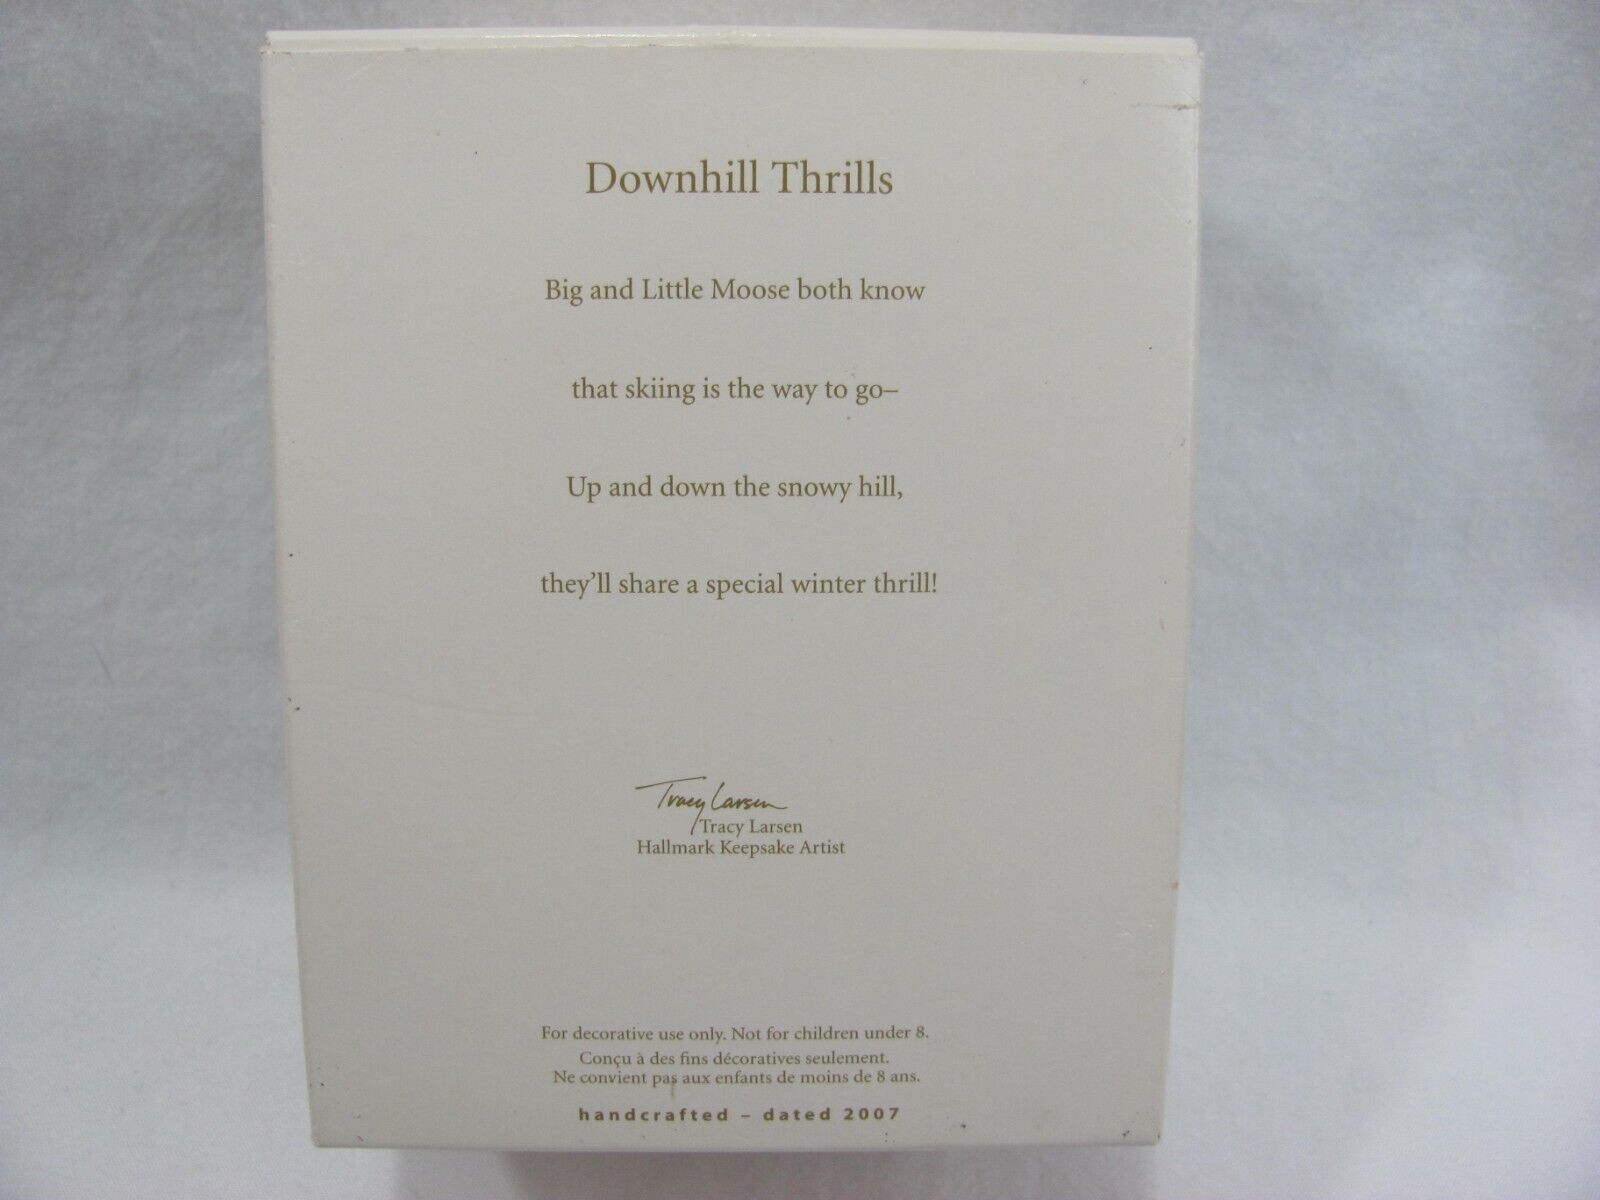 Downhill Thrills
Big and Little Moose both know
that skiing is the way to go–
Up and down the snowy hill,
they’ll share a special winter thrill!
Tracy Larsen
Tracy Larsen
Hallmark Keepsake Artist
For decorative use only. Not for children under 8.
Conçu à des fins décoratives seulement.
Ne convient pas aux enfants de moins de 8 ans.
handcrafted – dated 2007